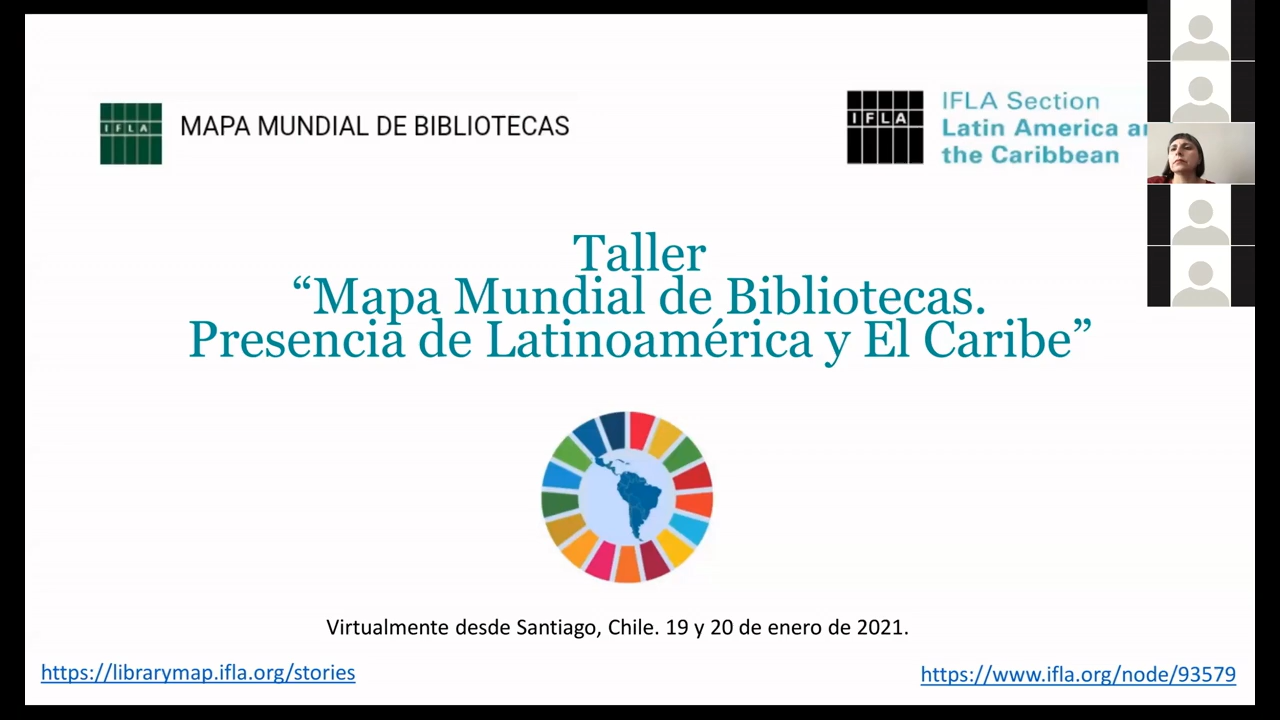 IFLA
MAPA MUNDIAL DE BIBLIOTECAS
IFLA
IFLA Section
Latin America
the Caribbean
Taller
“Mapa Mundial de Bibliotecas.
Presencia de Latinoamérica y El Caribe”
Virtualmente desde Santiago, Chile. 19 y 20 de enero de 2021.
https://librarymap.ifla.org/stories
https://www.ifla.org/node/93579